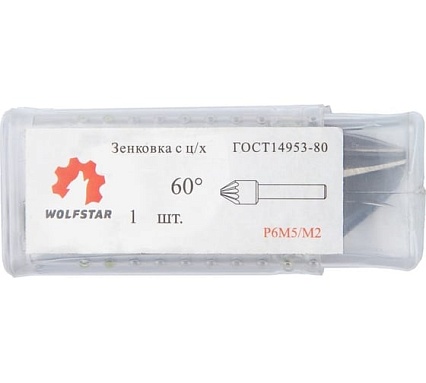 Зенковка с ц/х ГОСТ14953-80
60°
WOLFSTAR
1 шт.
Р6М5/М2